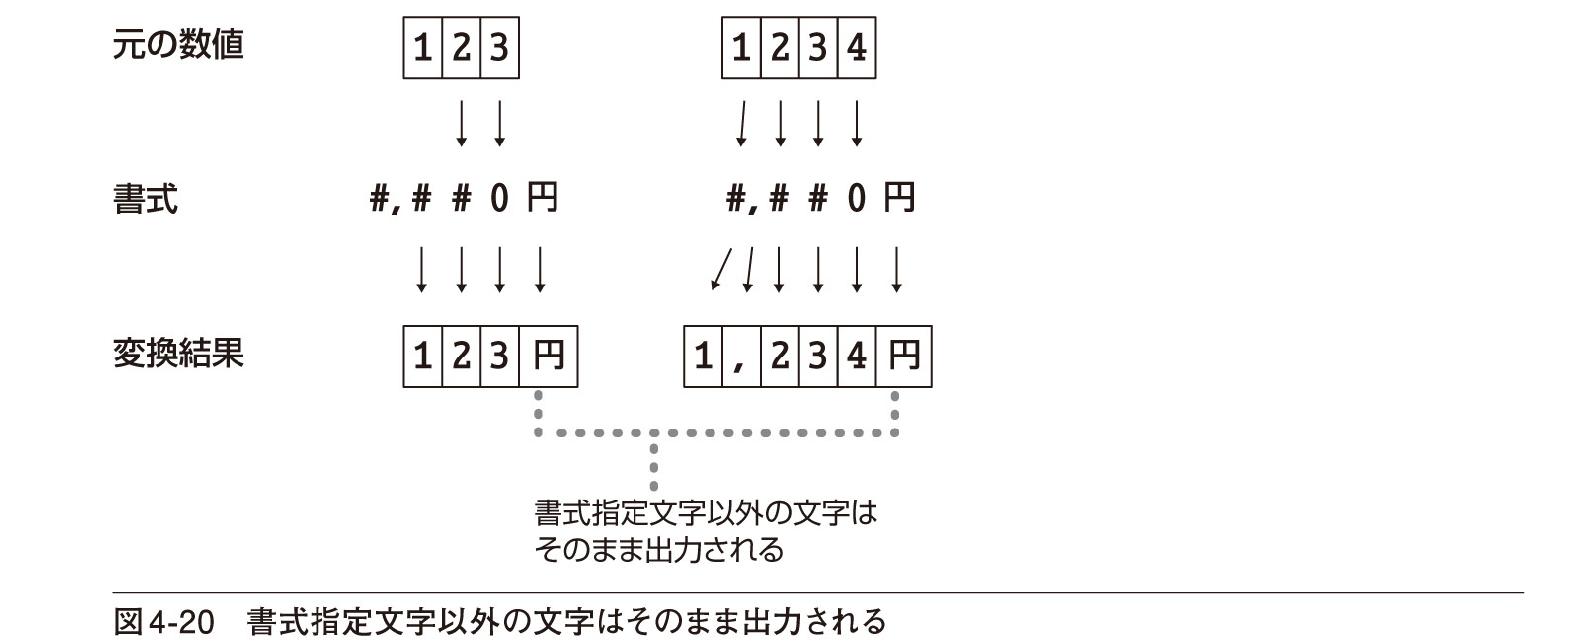 元の数値 1 2 3 1 2 3 4
書式 #,##0円 #,##0円
変換結果 1 2 3 円 1 , 2 3 4 円
書式指定文字以外の文字は
そのまま出力される
図4-20 書式指定文字以外の文字はそのまま出力される